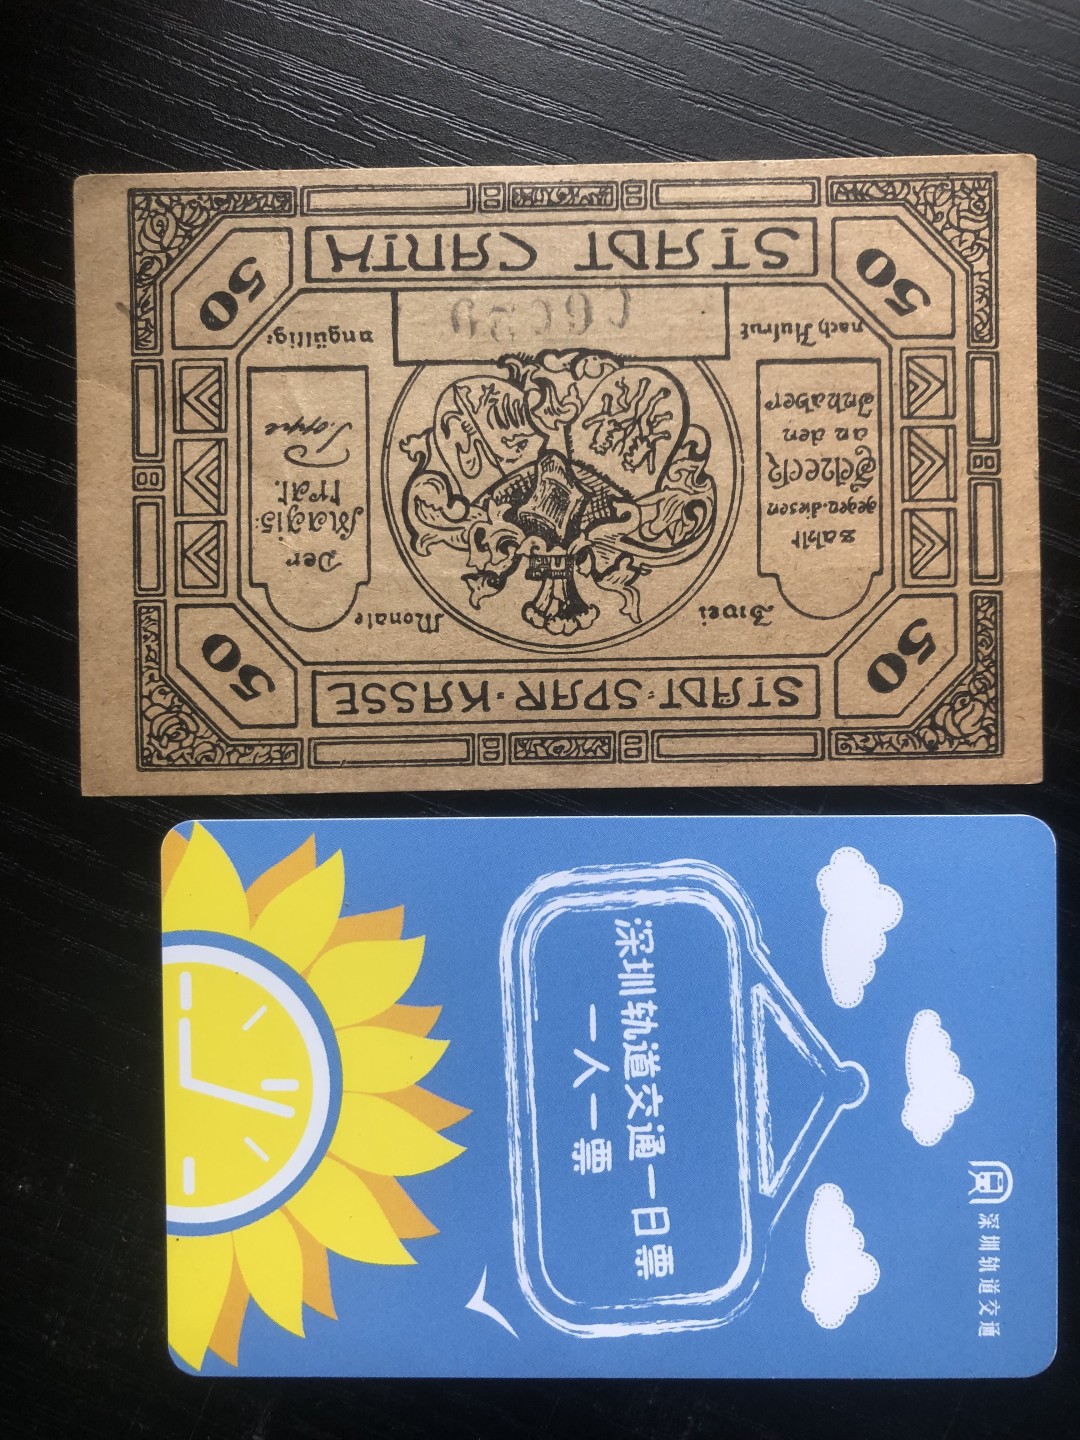 STADT·SPAR·KASSE
50
50
Zwei
Monate
zahlt
gegen diesen
Scheck
an den
Inhaber
Der
Magis:
trat.
nach Aufruf
ungültig:
50
50
STADT CANTH
深圳轨道交通
深圳轨道交通一日票
一人一票